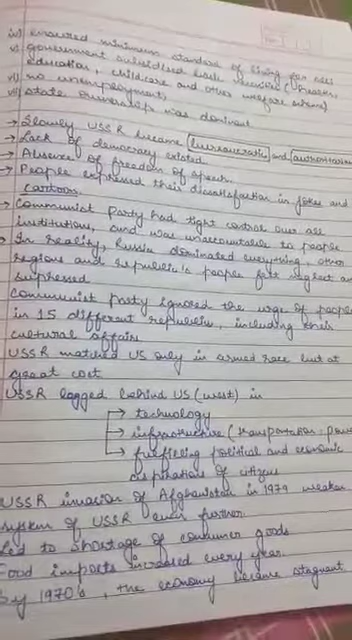 iv) ensured minimum standard of living for all
v) government subsidised basic necessities (health,
education, childcare and other welfare schemes)
vi) no unemployment
vii) state ownership was dominant
→ Slowly USSR became bureaucratic and authoritarian
→ Lack of democracy existed
→ Absence of freedom of speech
→ People expressed their dissatisfaction in jokes and
cartoons.
→ Communist Party had tight control over all
institutions, and was unaccountable to people
→ In reality, Russia dominated everything, other
regions and republic's people felt neglect and
supressed
Communist party ignored the urge of people
in 15 different republics, including their
cultural affairs
USSR matched US only in armed race but at
great cost
USSR lagged behind US (west) in
→ technology
→ infrastructure (transportation, power
→ fulfilling political and economic
aspirations of citizens
USSR invasion of Afghanistan in 1979 weaken
system of USSR even further
Led to shortage of consumer goods
Food imports increased every year
By 1970's, the economy became stagnant